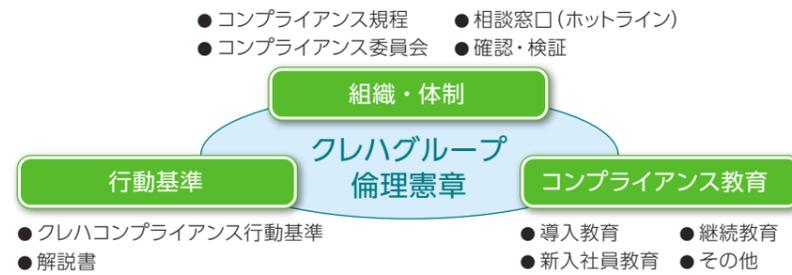 ● コンプライアンス規程 ● 相談窓口（ホットライン）
● コンプライアンス委員会 ● 確認・検証
組織・体制
クレハグループ
倫理憲章
行動基準
● クレハコンプライアンス行動基準
● 解説書
コンプライアンス教育
● 導入教育 ● 継続教育
● 新入社員教育 ● その他